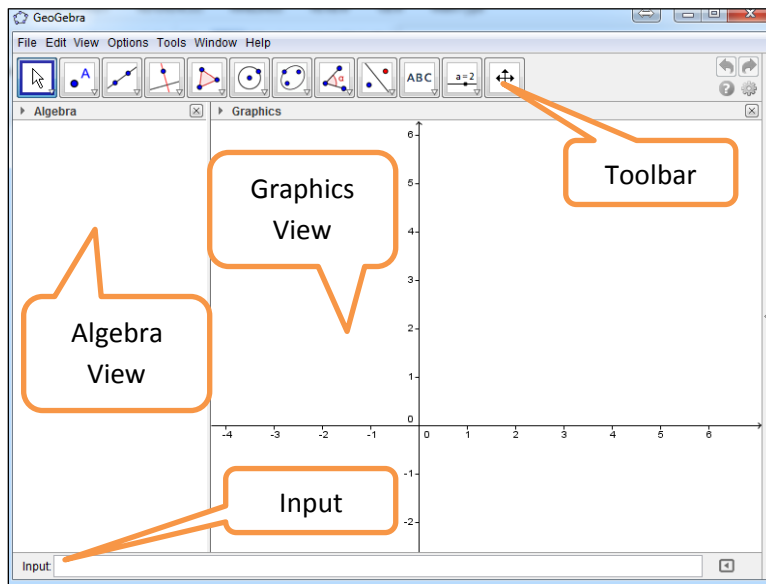 GeoGebra
File Edit View Options Tools Window Help
A
α
ABC
a=2
Algebra
Graphics
Toolbar
Graphics
View
Algebra
View
Input
6
5
4
3
2
1
0
-1
-2
-4 -3 -2 -1 0 1 2 3 4 5 6
Input: